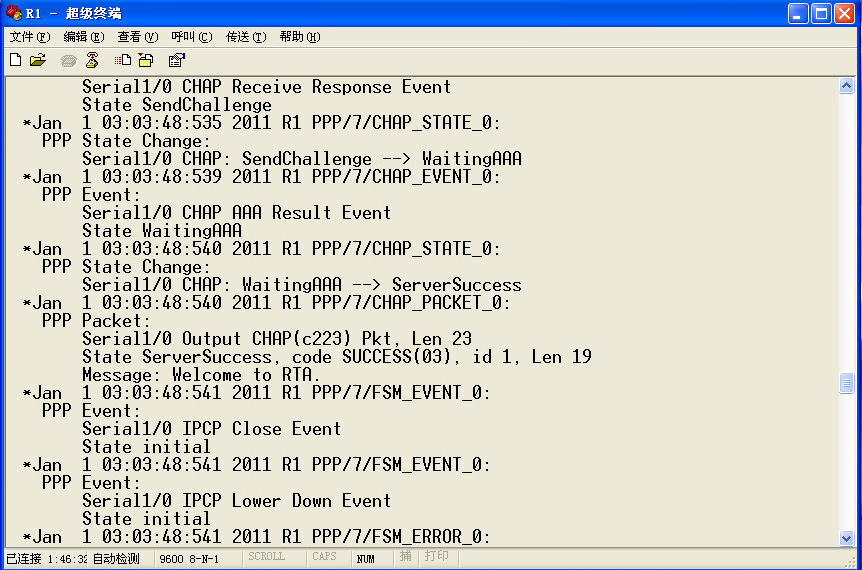 R1 - 超级终端
文件(F) 编辑(E) 查看(V) 呼叫(C) 传送(T) 帮助(H)
Serial1/0 CHAP Receive Response Event
State SendChallenge
*Jan  1 03:03:48:535 2011 R1 PPP/7/CHAP_STATE_0:
PPP State Change:
Serial1/0 CHAP: SendChallenge --> WaitingAAA
*Jan  1 03:03:48:539 2011 R1 PPP/7/CHAP_EVENT_0:
PPP Event:
Serial1/0 CHAP AAA Result Event
State WaitingAAA
*Jan  1 03:03:48:540 2011 R1 PPP/7/CHAP_STATE_0:
PPP State Change:
Serial1/0 CHAP: WaitingAAA --> ServerSuccess
*Jan  1 03:03:48:540 2011 R1 PPP/7/CHAP_PACKET_0:
PPP Packet:
Serial1/0 Output CHAP(c223) Pkt, Len 23
State ServerSuccess, code SUCCESS(03), id 1, Len 19
Message: Welcome to RTA.
*Jan  1 03:03:48:541 2011 R1 PPP/7/FSM_EVENT_0:
PPP Event:
Serial1/0 IPCP Close Event
State initial
*Jan  1 03:03:48:541 2011 R1 PPP/7/FSM_EVENT_0:
PPP Event:
Serial1/0 IPCP Lower Down Event
State initial
*Jan  1 03:03:48:541 2011 R1 PPP/7/FSM_ERROR_0:
已连接 1:46:32 自动检测 9600 8-N-1 SCROLL CAPS NUM 捕 打印